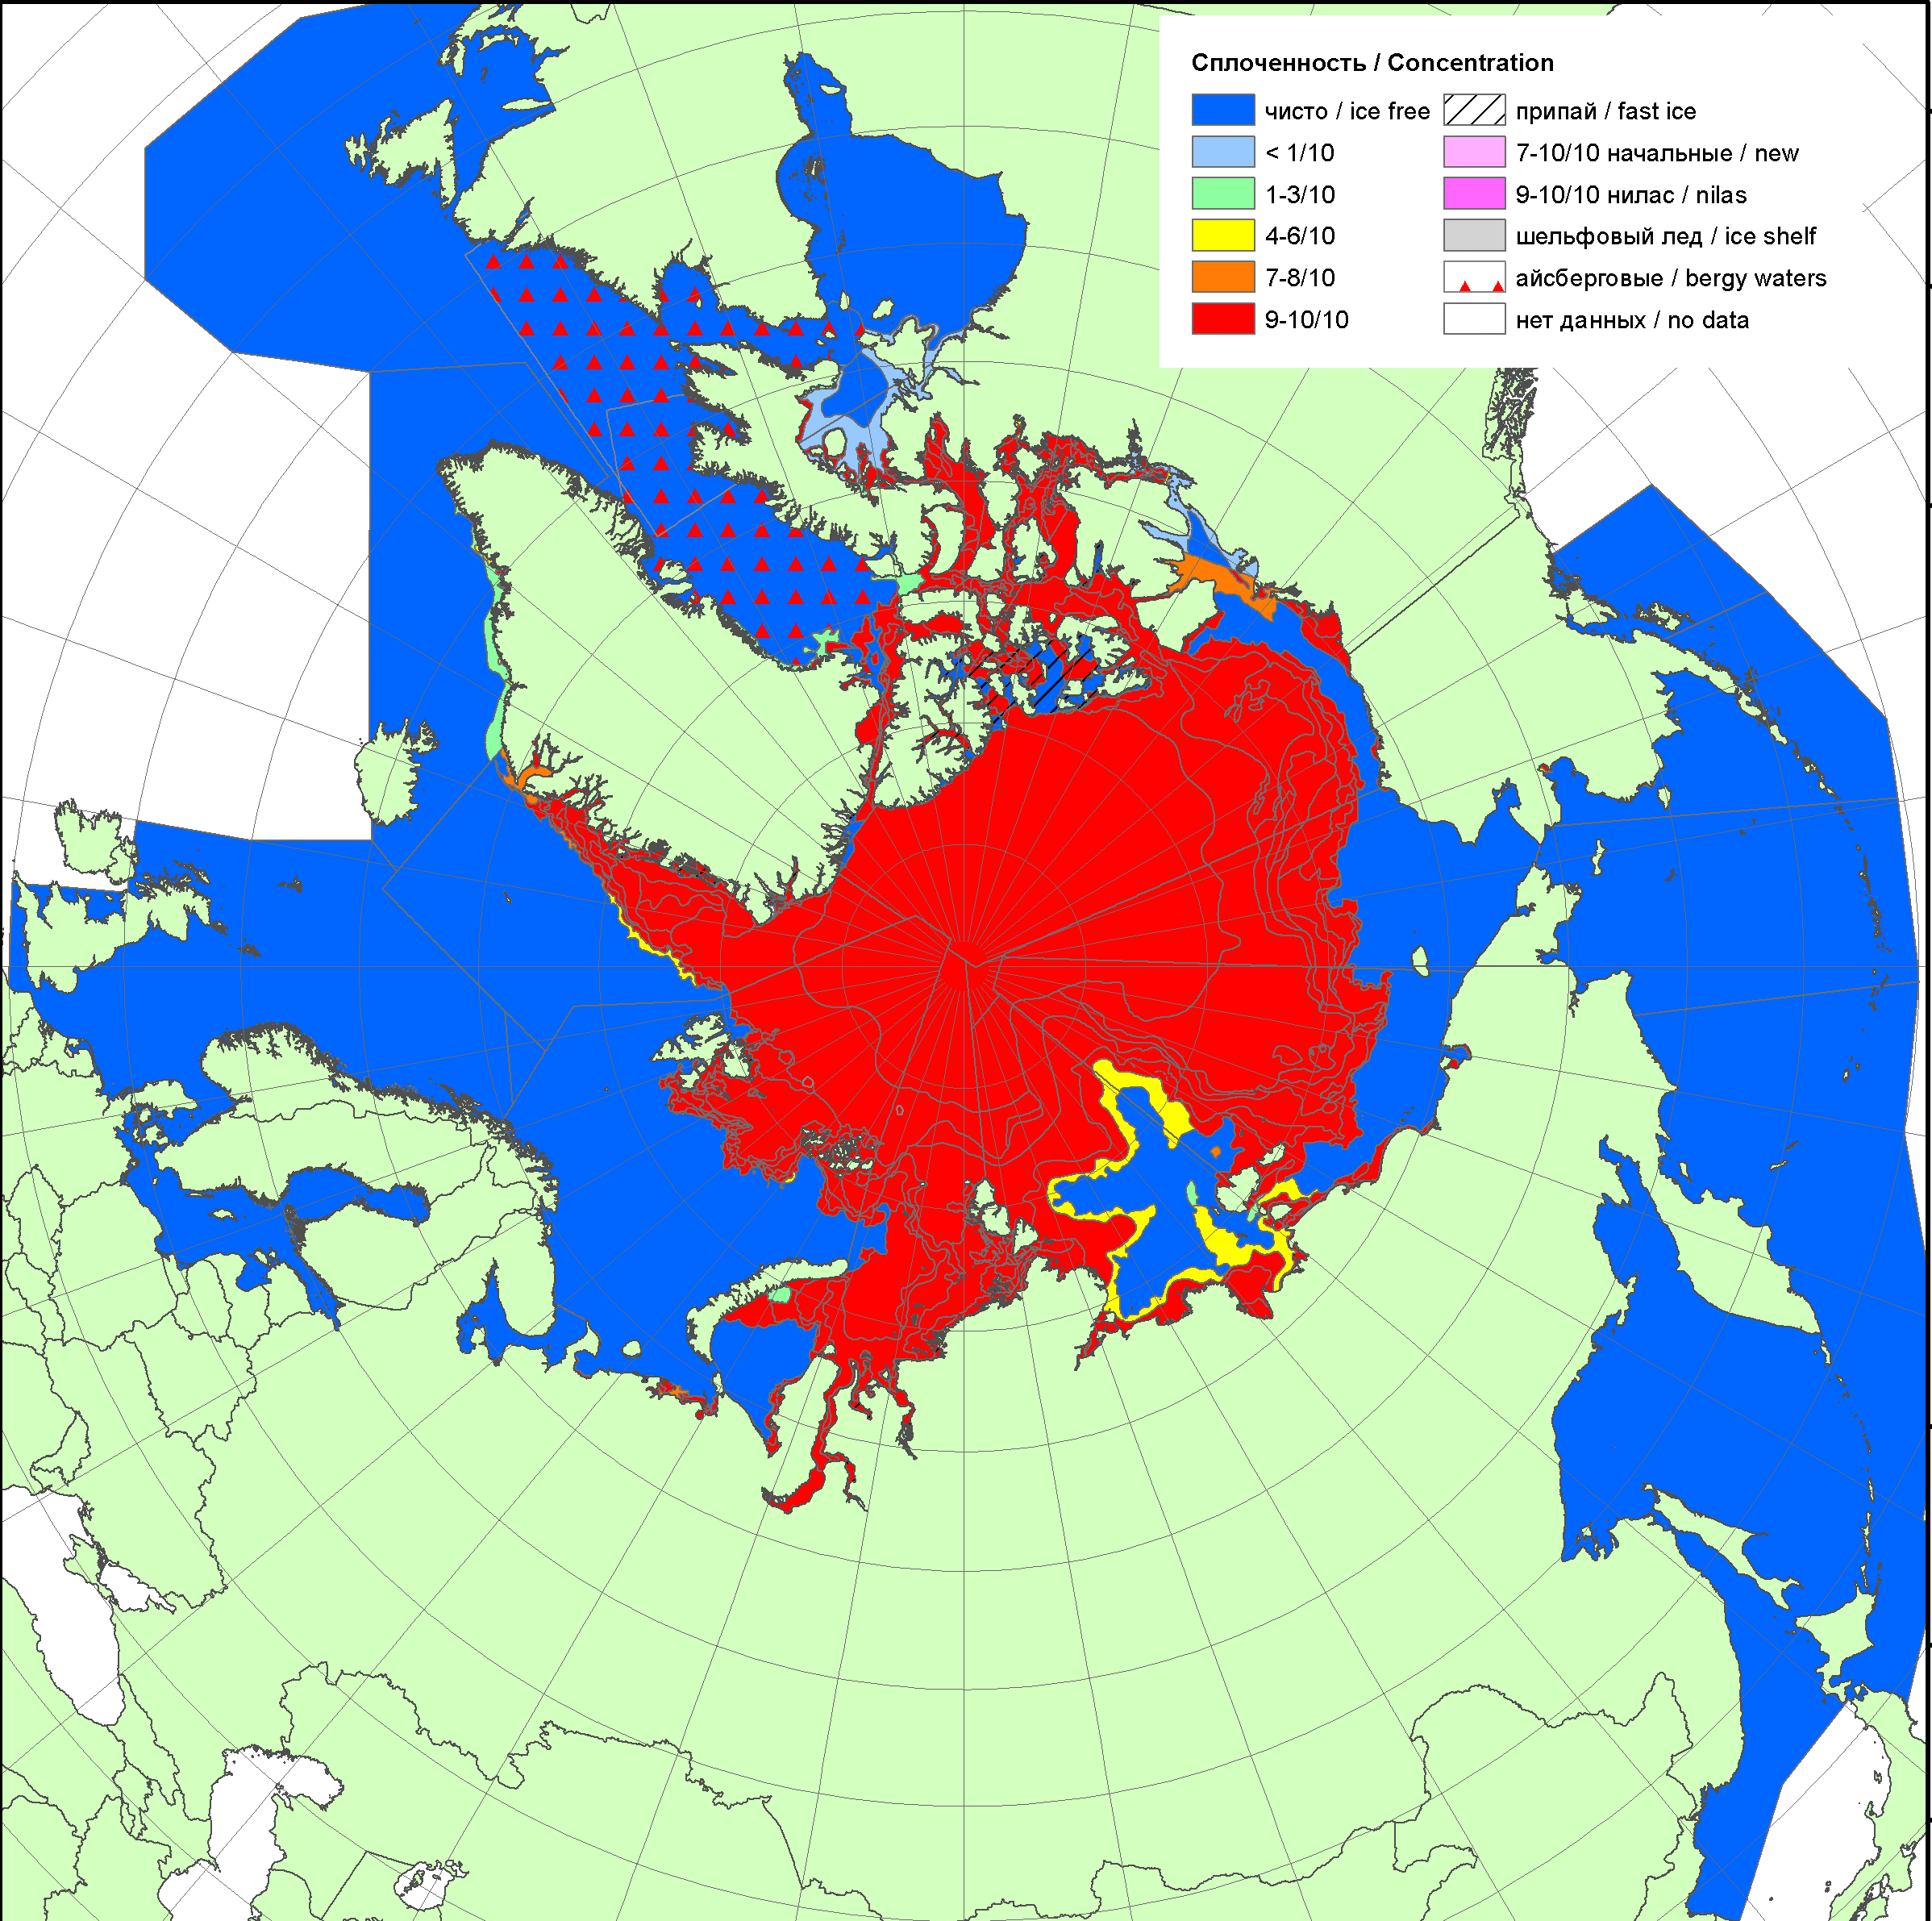 Сплоченность / Concentration
чисто / ice free
< 1/10
1-3/10
4-6/10
7-8/10
9-10/10
припай / fast ice
7-10/10 начальные / new
9-10/10 нилас / nilas
шельфовый лед / ice shelf
айсберговые / bergy waters
нет данных / no data